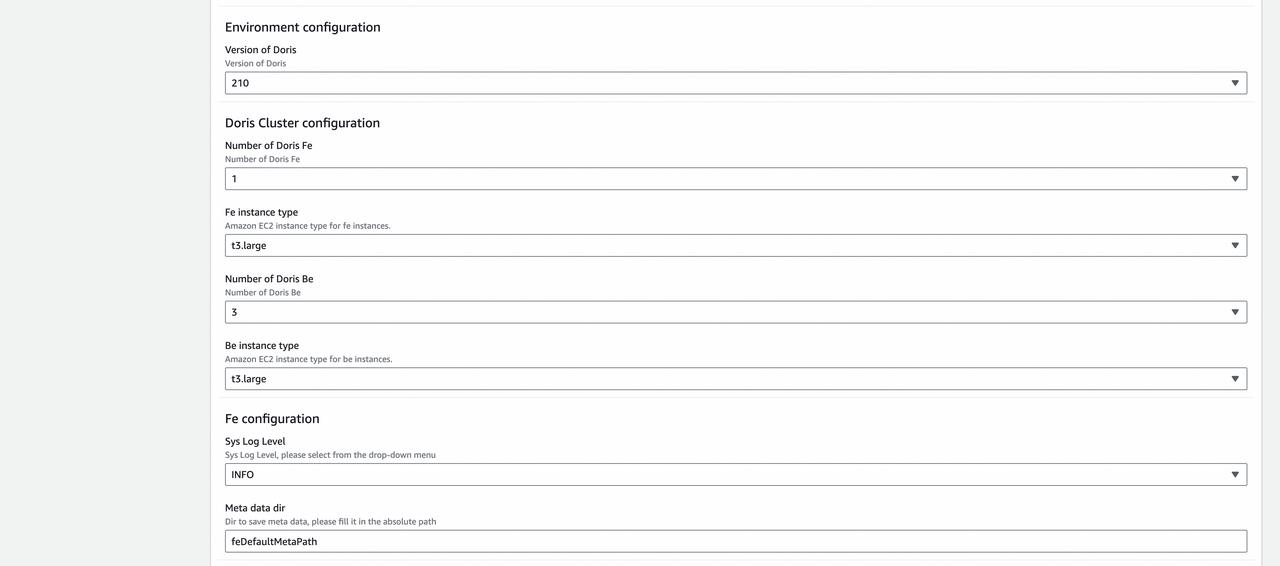 Environment configuration
Version of Doris
Version of Doris
210
Doris Cluster configuration
Number of Doris Fe
Number of Doris Fe
1
Fe instance type
Amazon EC2 instance type for fe instances.
t3.large
Number of Doris Be
Number of Doris Be
3
Be instance type
Amazon EC2 instance type for be instances.
t3.large
Fe configuration
Sys Log Level
Sys Log Level, please select from the drop-down menu
INFO
Meta data dir
Dir to save meta data, please fill it in the absolute path
feDefaultMetaPath